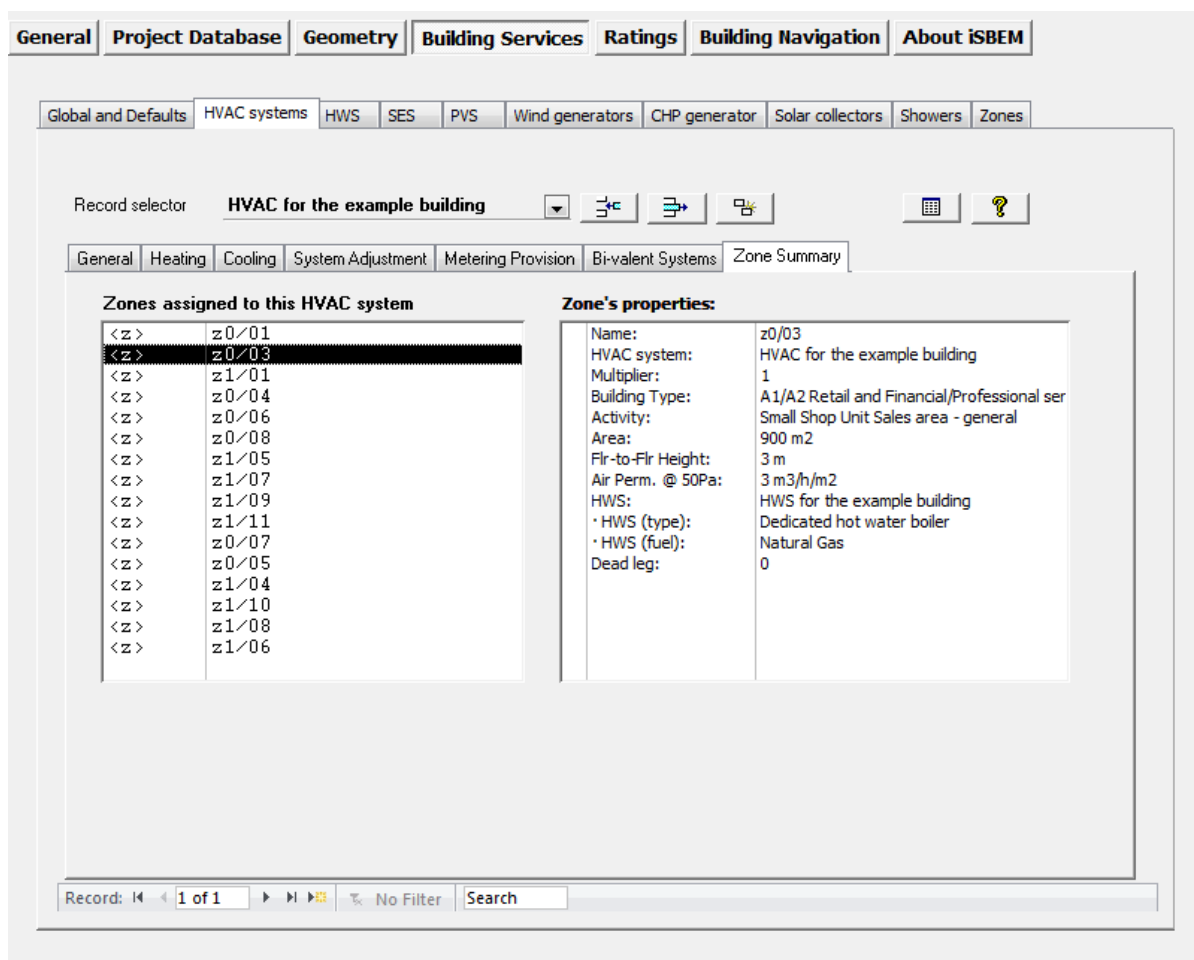 General Project Database Geometry Building Services Ratings Building Navigation About iSBEM
Global and Defaults HVAC systems HWS SES PVS Wind generators CHP generator Solar collectors Showers Zones
Record selector HVAC for the example building
General Heating Cooling System Adjustment Metering Provision Bi-valent Systems Zone Summary
Zones assigned to this HVAC system
<z> z0/01
<z> z0/03
<z> z1/01
<z> z0/04
<z> z0/06
<z> z0/08
<z> z1/05
<z> z1/07
<z> z1/09
<z> z1/11
<z> z0/07
<z> z0/05
<z> z1/04
<z> z1/10
<z> z1/08
<z> z1/06
Zone's properties:
Name: z0/03
HVAC system: HVAC for the example building
Multiplier: 1
Building Type: A1/A2 Retail and Financial/Professional ser
Activity: Small Shop Unit Sales area - general
Area: 900 m2
Flr-to-Flr Height: 3 m
Air Perm. @ 50Pa: 3 m3/h/m2
HWS: HWS for the example building
· HWS (type): Dedicated hot water boiler
· HWS (fuel): Natural Gas
Dead leg: 0
Record: 1 of 1 No Filter Search